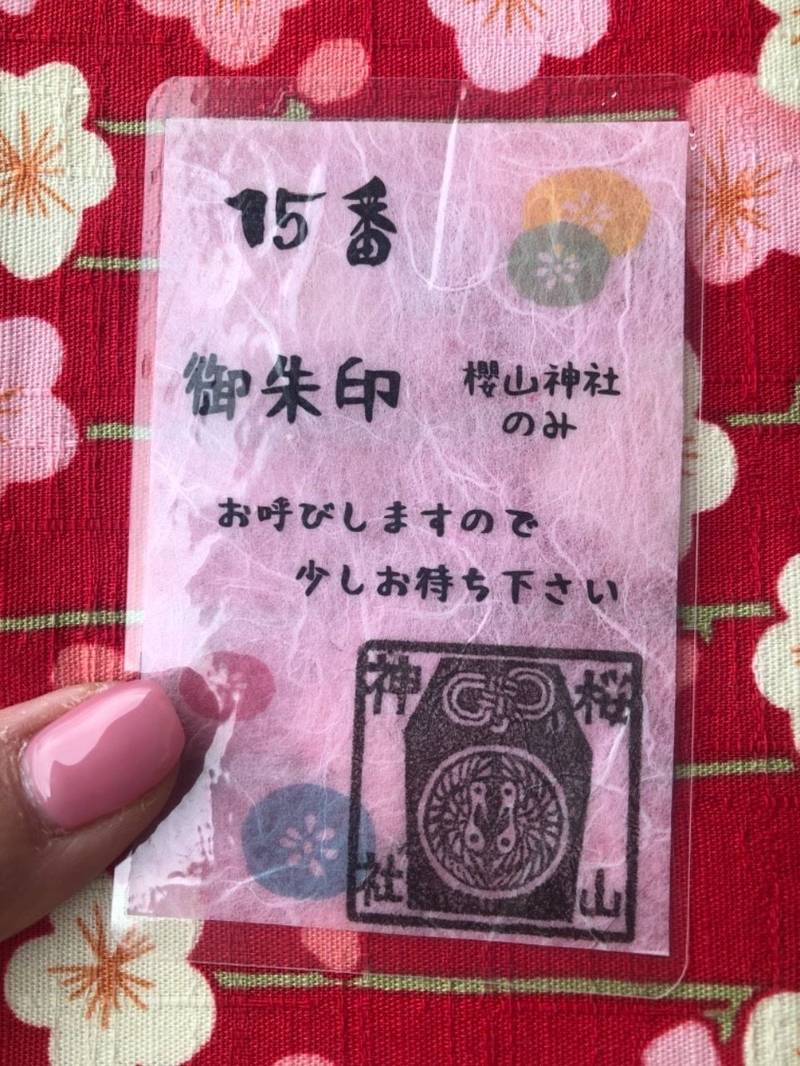 15番
御朱印
櫻山神社
のみ
お呼びしますので
少しお待ち下さい
桜山
神社